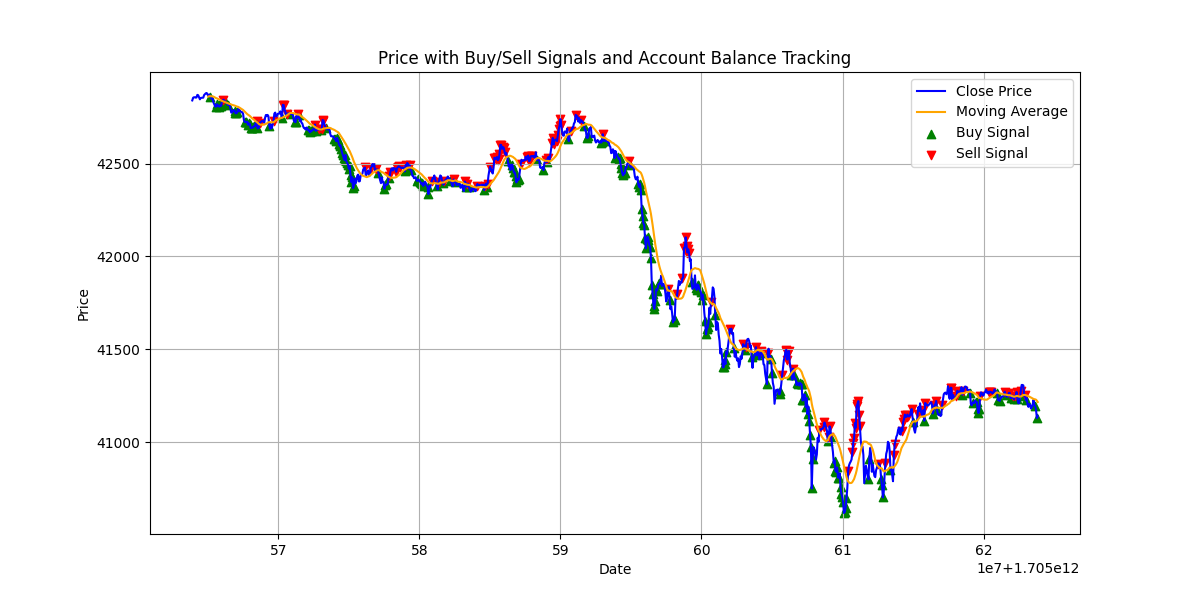 Price with Buy/Sell Signals and Account Balance Tracking
Close Price
Moving Average
Buy Signal
Sell Signal
42500
42000
41500
41000
Price
57 58 59 60 61 62
Date
1e7+1.705e12